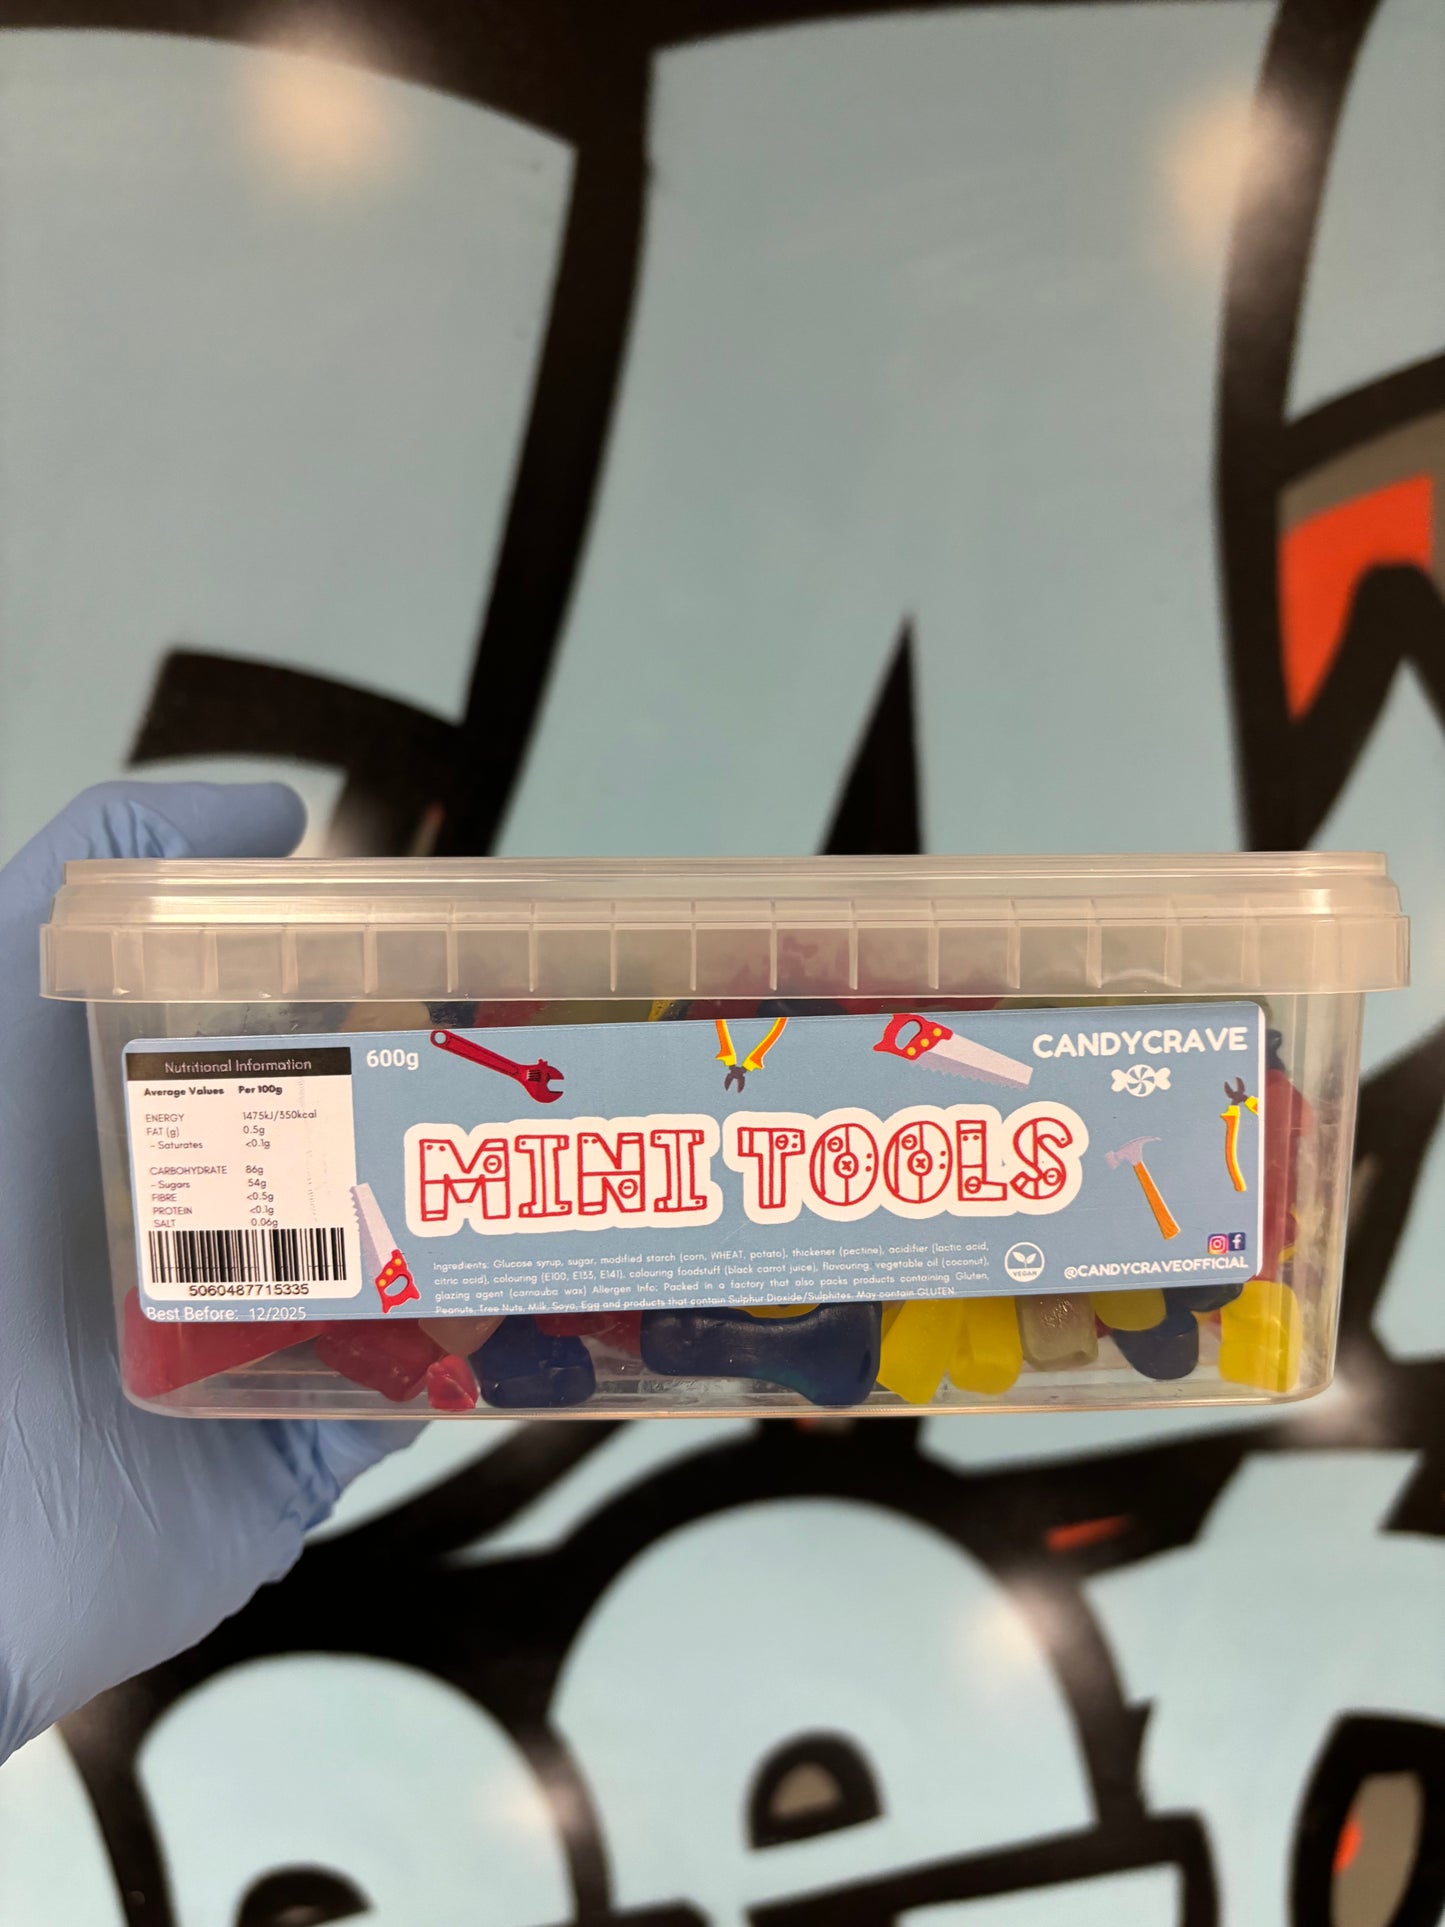 Nutritional Information
Average Values Per 100g
ENERGY 1475kJ/350kcal
FAT (g) 0.5g
- Saturates <0.1g
CARBOHYDRATE 86g
- Sugars 54g
FIBRE <0.5g
PROTEIN <0.1g
SALT 0.06g
5060487715335
Best Before: 12/2025
600g
CANDYCRAVE
MINI TOOLS
Ingredients: Glucose syrup, sugar, modified starch (corn, WHEAT, potato), thickener (pectine), acidifier (lactic acid,
citric acid), colouring (E100, E133, E141), colouring foodstuff (black carrot juice), flavouring, vegetable oil (coconut),
glazing agent (carnauba wax) Allergen Info: Packed in a factory that also packs products containing Gluten,
Peanuts, Tree Nuts, Milk, Soya, Egg and products that contain Sulphur Dioxide/Sulphites. May contain GLUTEN.
VEGAN
@CANDYCRAVEOFFICIAL